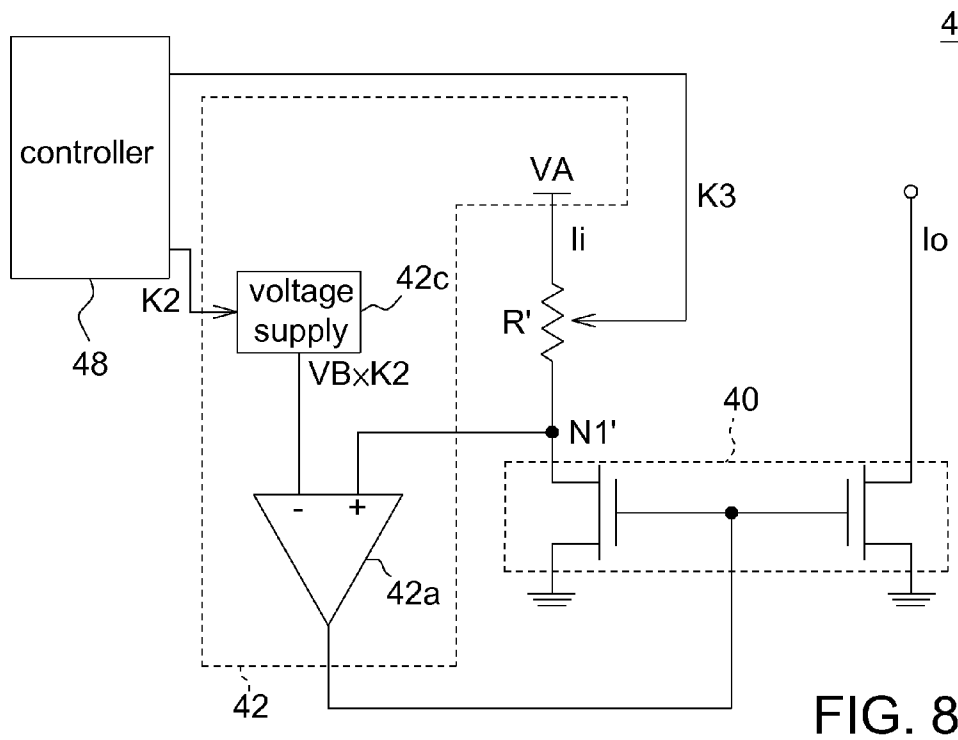 4
controller
VA
K3
Ii
Io
K2
voltage
supply
42c
R'
48
VB×K2
40
N1'
- +
42a
42
FIG. 8